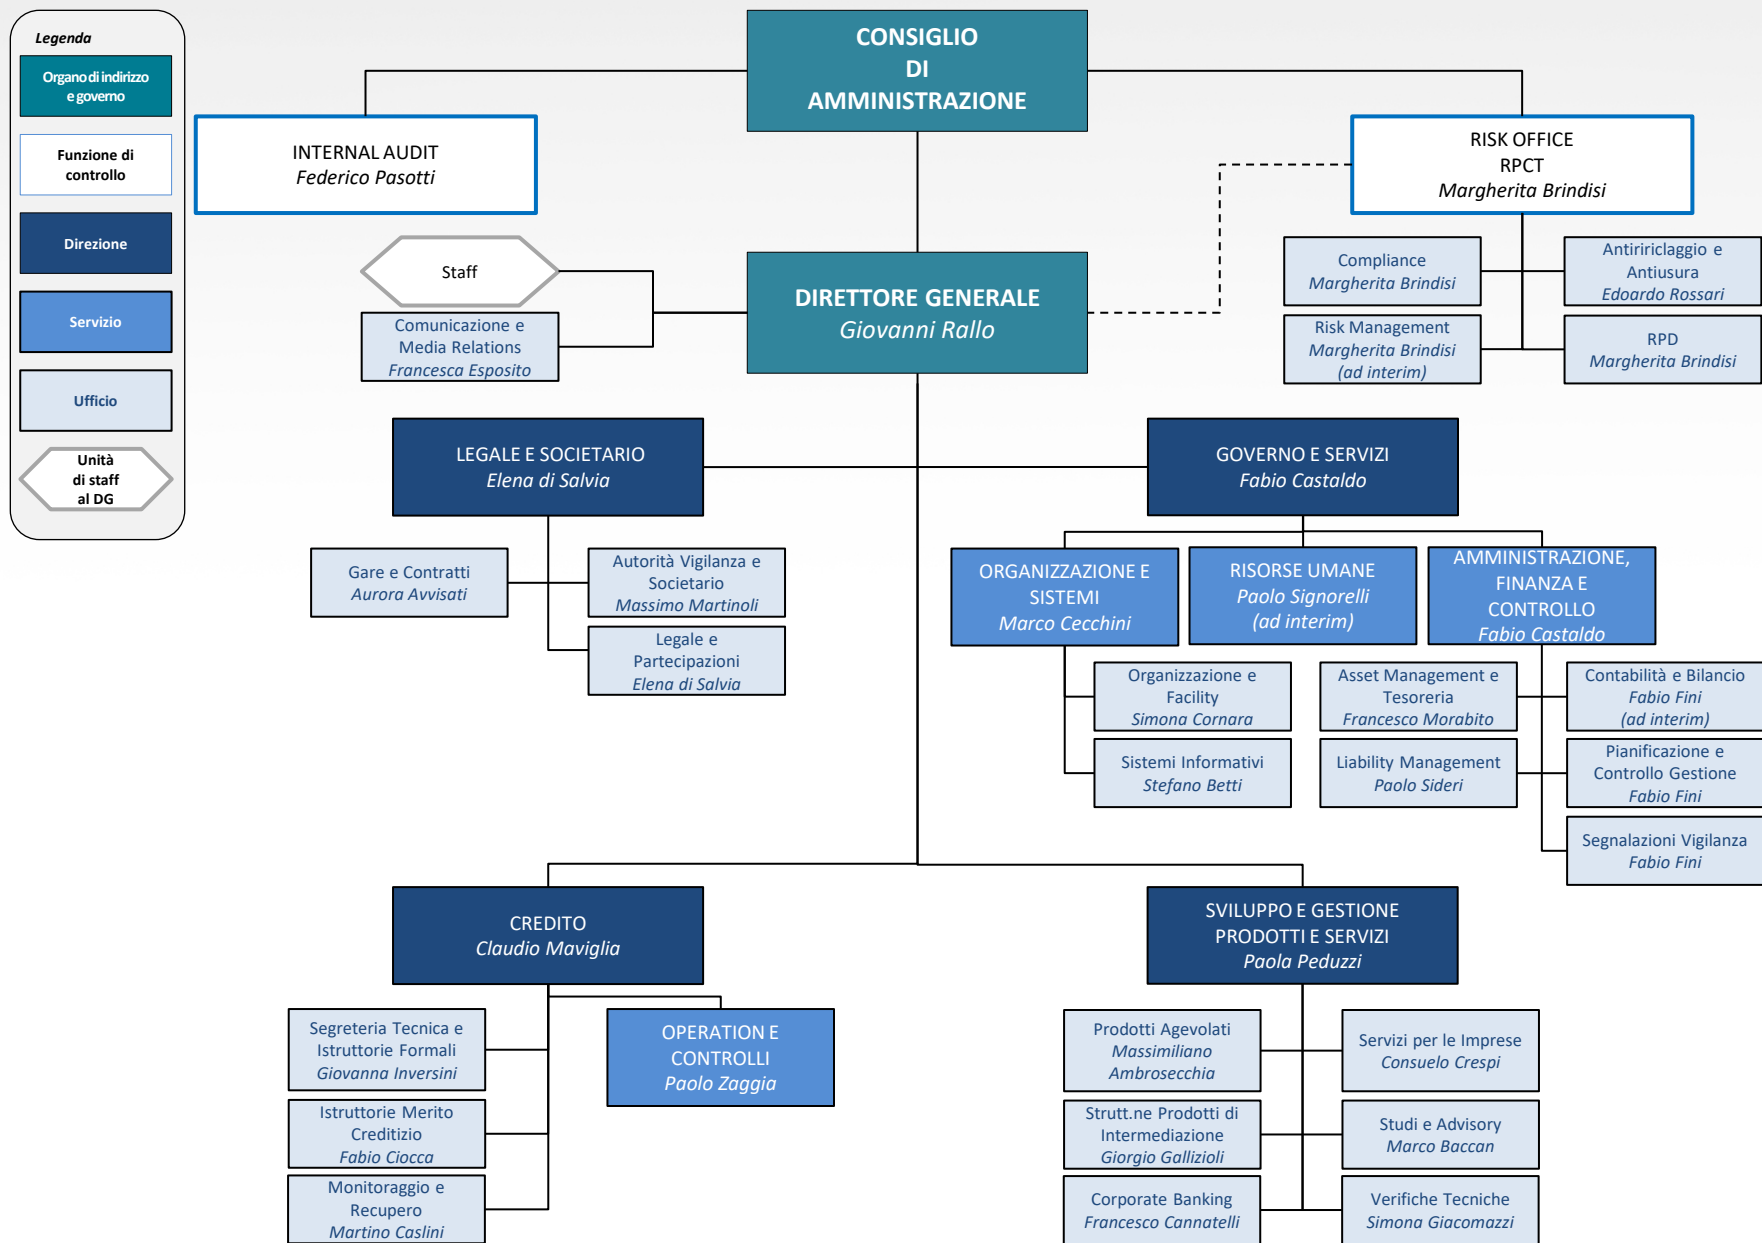 Legenda
Organo di indirizzo
e governo
Funzione di
controllo
Direzione
Servizio
Ufficio
Unità
di staff
al DG
CONSIGLIO
DI
AMMINISTRAZIONE
INTERNAL AUDIT
Federico Pasotti
RISK OFFICE
RPCT
Margherita Brindisi
Compliance
Margherita Brindisi
Antiririclaggio e
Antiusura
Edoardo Rossari
Risk Management
Margherita Brindisi
(ad interim)
RPD
Margherita Brindisi
Staff
Comunicazione e
Media Relations
Francesca Esposito
DIRETTORE GENERALE
Giovanni Rallo
LEGALE E SOCIETARIO
Elena di Salvia
Gare e Contratti
Aurora Avvisati
Autorità Vigilanza e
Societario
Massimo Martinoli
Legale e
Partecipazioni
Elena di Salvia
GOVERNO E SERVIZI
Fabio Castaldo
ORGANIZZAZIONE E
SISTEMI
Marco Cecchini
RISORSE UMANE
Paolo Signorelli
(ad interim)
AMMINISTRAZIONE,
FINANZA E
CONTROLLO
Fabio Castaldo
Organizzazione e
Facility
Simona Cornara
Sistemi Informativi
Stefano Betti
Asset Management e
Tesoreria
Francesco Morabito
Contabilità e Bilancio
Fabio Fini
(ad interim)
Liability Management
Paolo Sideri
Pianificazione e
Controllo Gestione
Fabio Fini
Segnalazioni Vigilanza
Fabio Fini
CREDITO
Claudio Maviglia
Segreteria Tecnica e
Istruttorie Formali
Giovanna Inversini
OPERATION E
CONTROLLI
Paolo Zaggia
Istruttorie Merito
Creditizio
Fabio Ciocca
Monitoraggio e
Recupero
Martino Caslini
SVILUPPO E GESTIONE
PRODOTTI E SERVIZI
Paola Peduzzi
Prodotti Agevolati
Massimiliano
Ambrosecchia
Servizi per le Imprese
Consuelo Crespi
Strutt.ne Prodotti di
Intermediazione
Giorgio Gallizioli
Studi e Advisory
Marco Baccan
Corporate Banking
Francesco Cannatelli
Verifiche Tecniche
Simona Giacomazzi